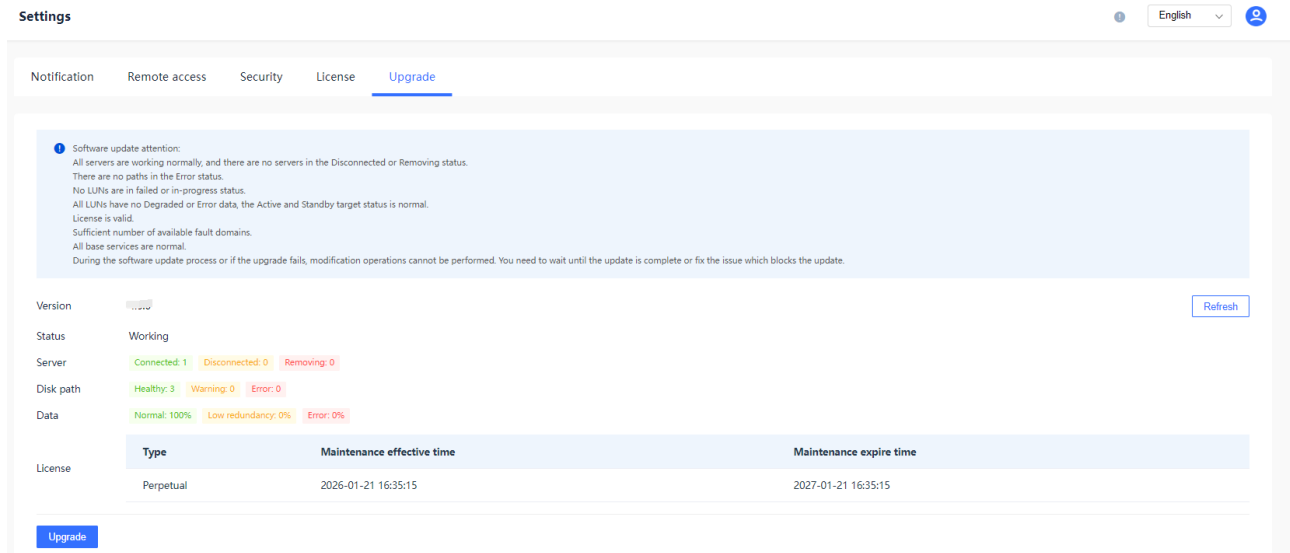 Settings
English
Notification Remote access Security License Upgrade
Software update attention:
All servers are working normally, and there are no servers in the Disconnected or Removing status.
There are no paths in the Error status.
No LUNs are in failed or in-progress status.
All LUNs have no Degraded or Error data, the Active and Standby target status is normal.
License is valid.
Sufficient number of available fault domains.
All base services are normal.
During the software update process or if the upgrade fails, modification operations cannot be performed. You need to wait until the update is complete or fix the issue which blocks the update.
Version
Refresh
Status Working
Server Connected: 1 Disconnected: 0 Removing: 0
Disk path Healthy: 3 Warning: 0 Error: 0
Data Normal: 100% Low redundancy: 0% Error: 0%
Type Maintenance effective time Maintenance expire time
License
Perpetual 2026-01-21 16:35:15 2027-01-21 16:35:15
Upgrade